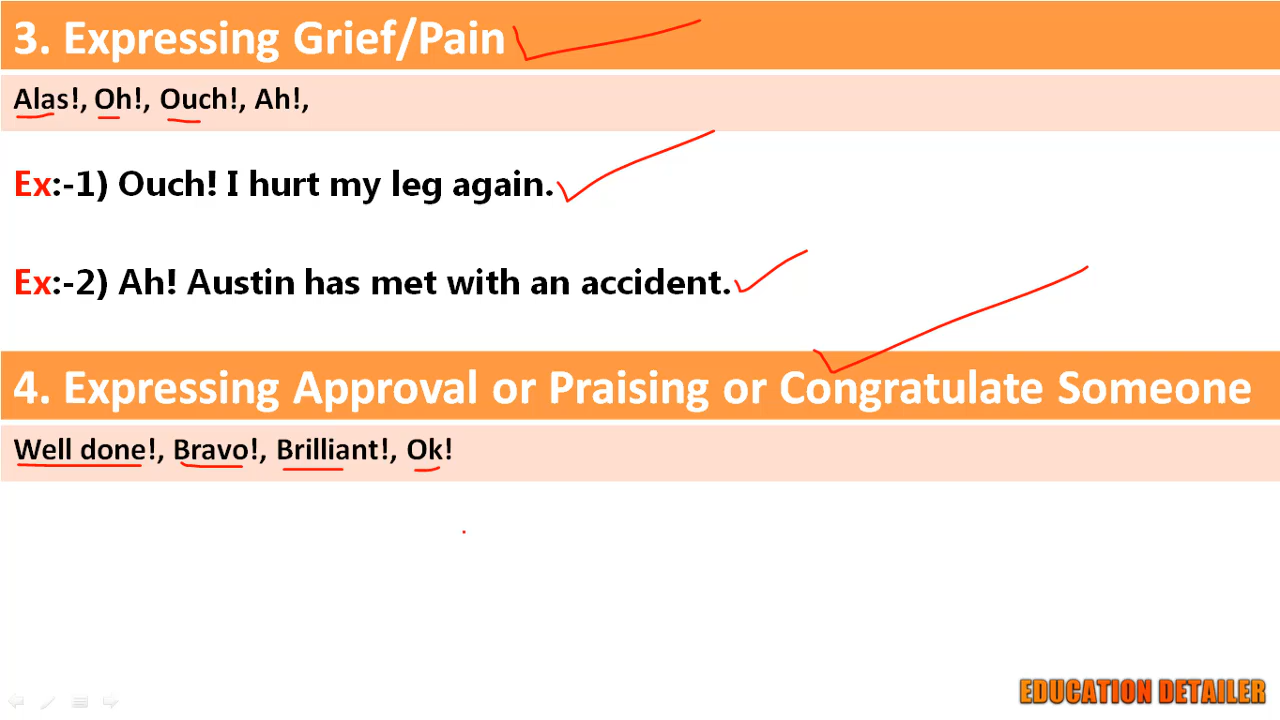 3. Expressing Grief/Pain
Alas!, Oh!, Ouch!, Ah!,
Ex:-1) Ouch! I hurt my leg again.
Ex:-2) Ah! Austin has met with an accident.
4. Expressing Approval or Praising or Congratulate Someone
Well done!, Bravo!, Brilliant!, Ok!
EDUCATION DETAILER